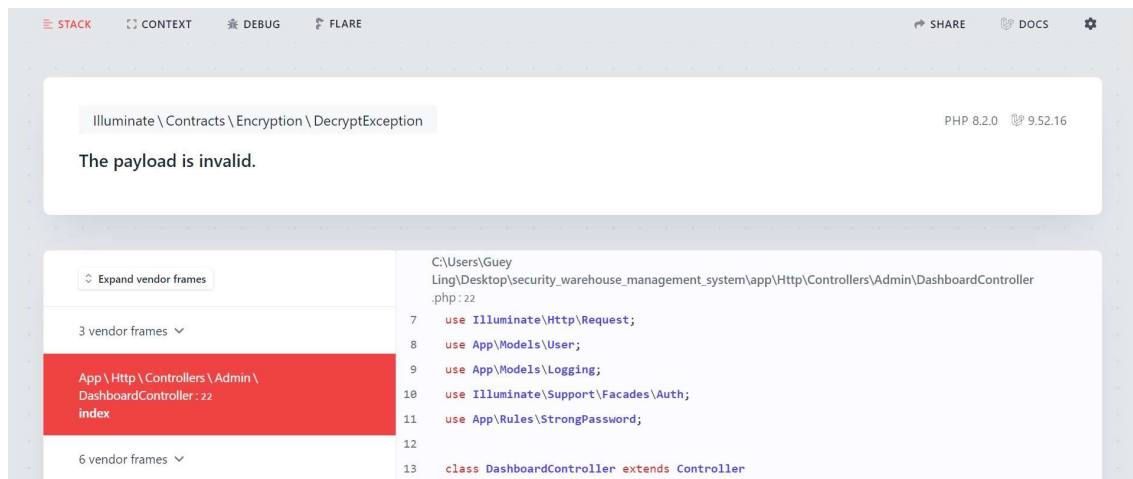 STACK CONTEXT DEBUG FLARE SHARE DOCS
Illuminate \ Contracts \ Encryption \ DecryptException
PHP 8.2.0 9.52.16
The payload is invalid.
Expand vendor frames
3 vendor frames
App \ Http \ Controllers \ Admin \
DashboardController : 22
index
6 vendor frames
C:\Users\Guey
Ling\Desktop\security_warehouse_management_system\app\Http\Controllers\Admin\DashboardController
.php : 22
7 use Illuminate\Http\Request;
8 use App\Models\User;
9 use App\Models\Logging;
10 use Illuminate\Support\Facades\Auth;
11 use App\Rules\StrongPassword;
12
13 class DashboardController extends Controller